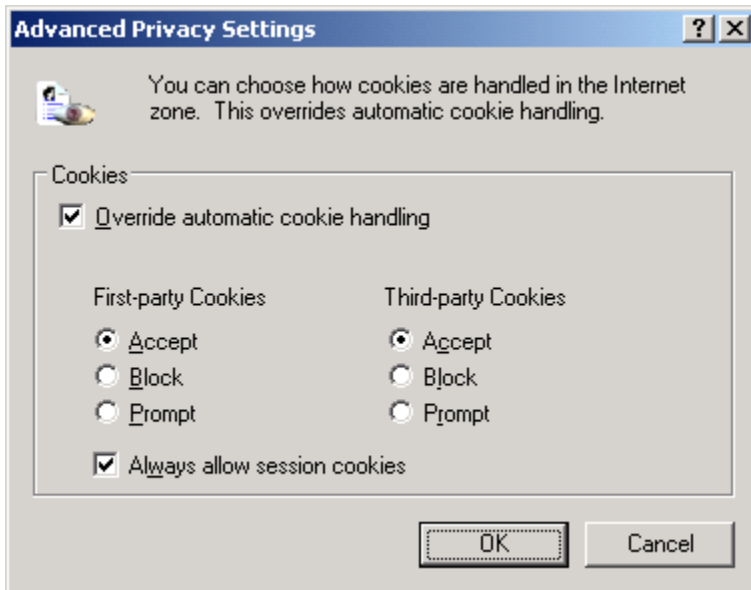 Advanced Privacy Settings
You can choose how cookies are handled in the Internet
zone. This overrides automatic cookie handling.
Cookies
Override automatic cookie handling
First-party Cookies
Third-party Cookies
Accept
Accept
Block
Block
Prompt
Prompt
Always allow session cookies
OK
Cancel